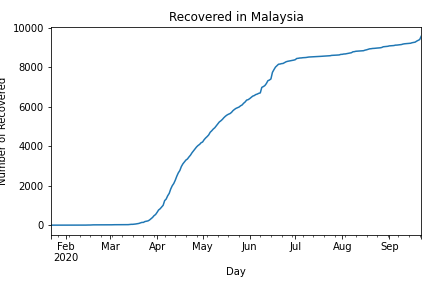 Recovered in Malaysia
Number of Recovered
10000
8000
6000
4000
2000
0
Feb Mar Apr May Jun Jul Aug Sep
2020
Day